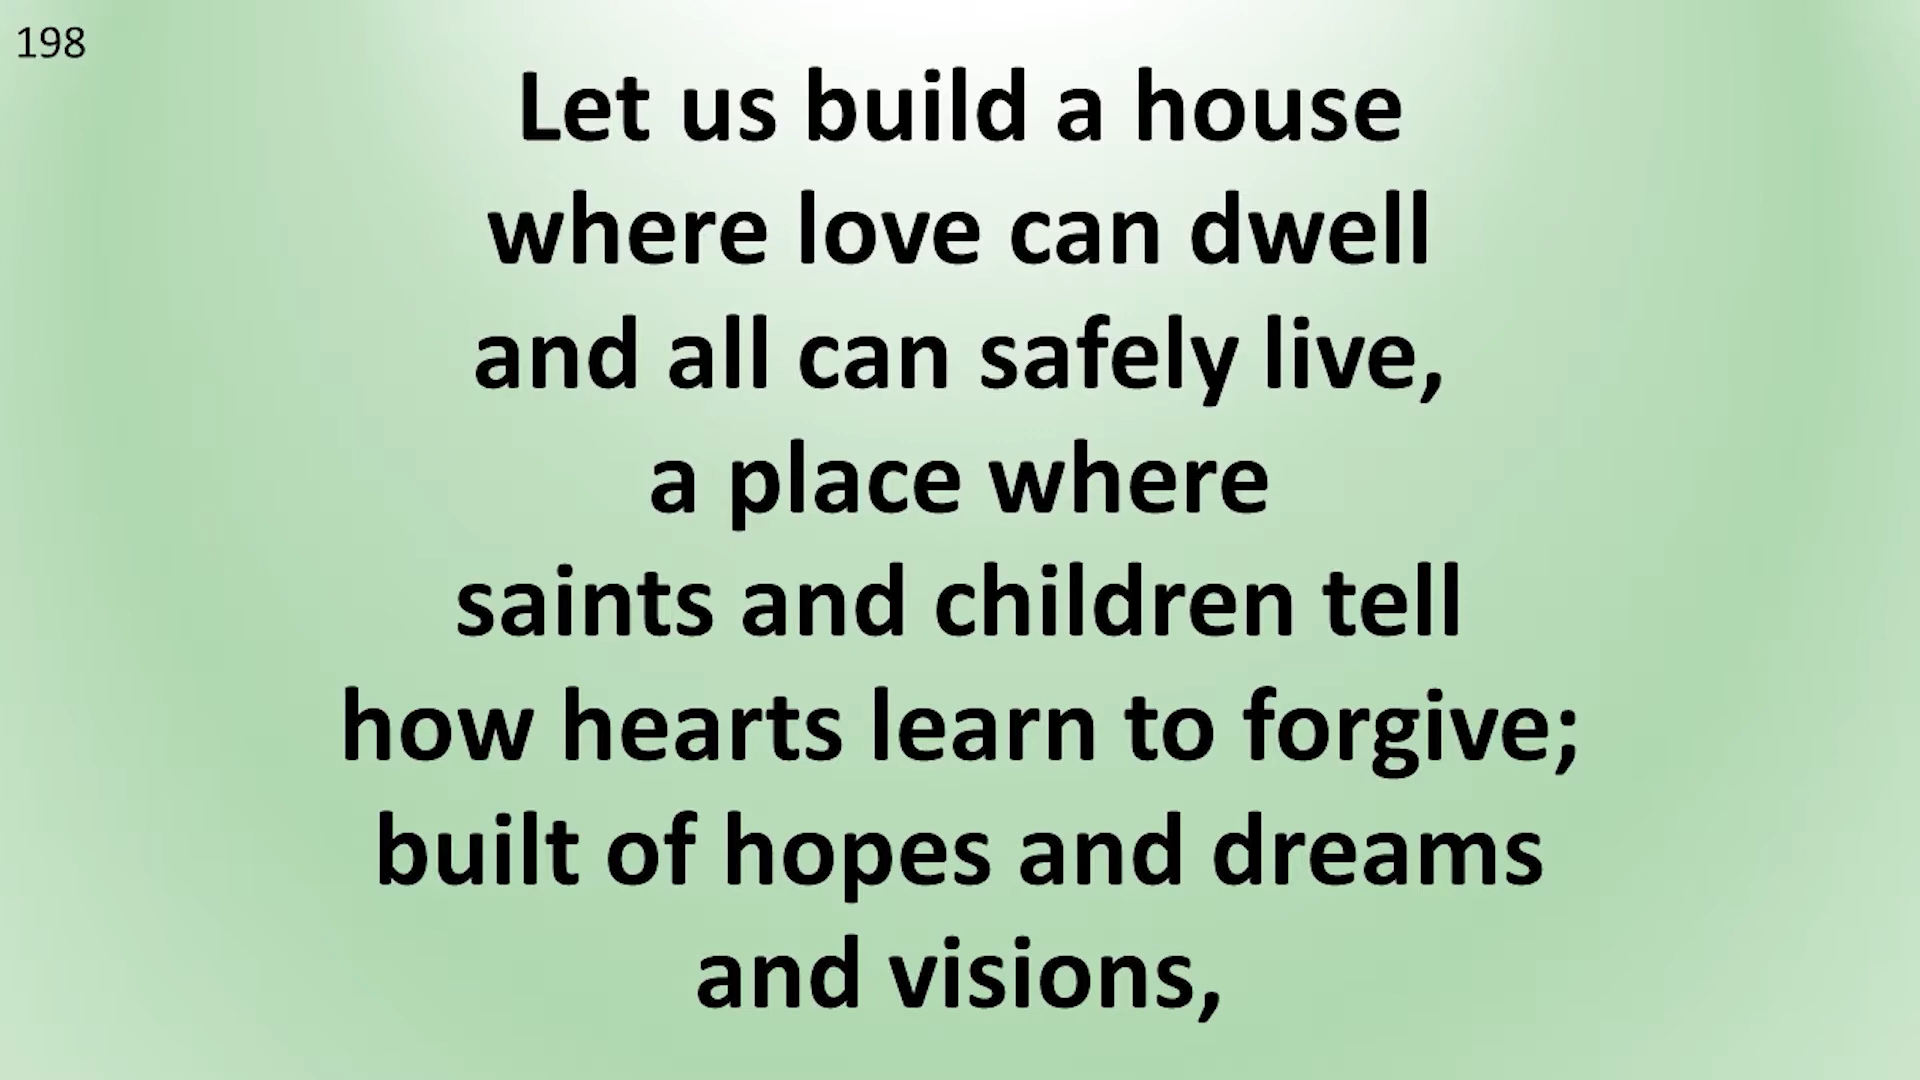 198
Let us build a house
where love can dwell
and all can safely live,
a place where
saints and children tell
how hearts learn to forgive;
built of hopes and dreams
and visions,